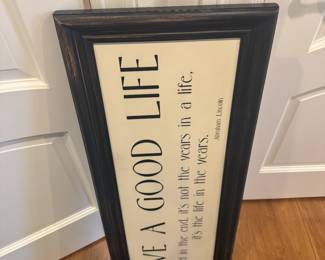 VE A GOOD LIFE
in the end, it's not the years in a life,
it's the life in the years.
Abraham Lincoln